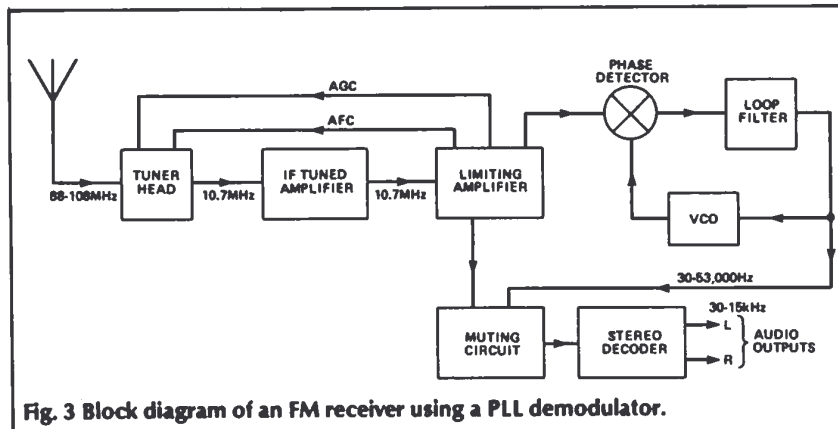 PHASE
DETECTOR
LOOP
FILTER
AGC
AFC
TUNER
HEAD
IF TUNED
AMPLIFIER
LIMITING
AMPLIFIER
88-108MHz
10.7MHz
10.7MHz
VCO
30-53,000Hz
MUTING
CIRCUIT
STEREO
DECODER
30-15kHz
L
R
AUDIO
OUTPUTS
Fig. 3 Block diagram of an FM receiver using a PLL demodulator.